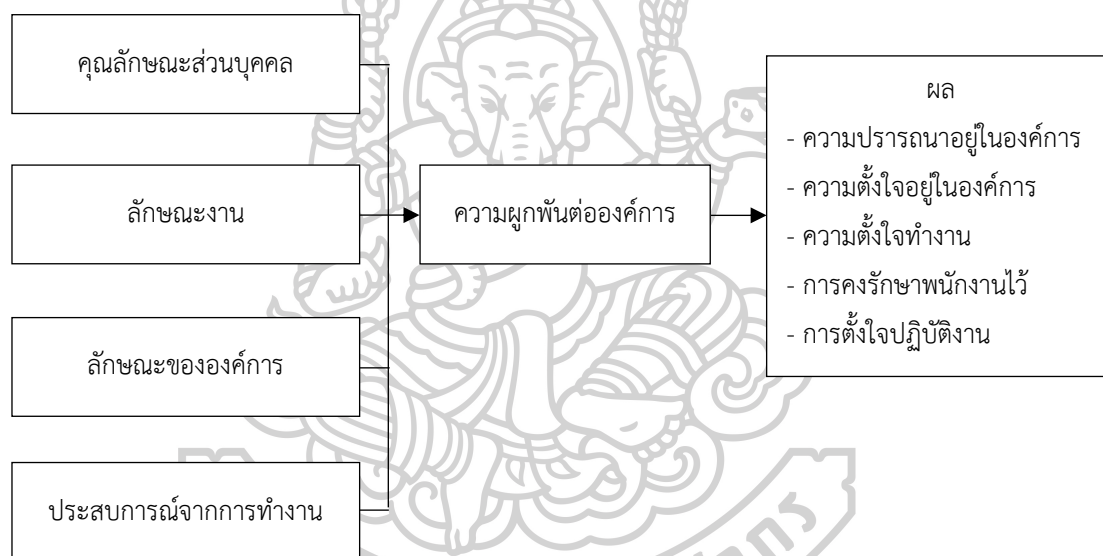 คุณลักษณะส่วนบุคคล
ลักษณะงาน
ลักษณะขององค์การ
ประสบการณ์จากการทำงาน
ความผูกพันต่อองค์การ
ผล
- ความปรารถนาอยู่ในองค์การ
- ความตั้งใจอยู่ในองค์การ
- ความตั้งใจทำงาน
- การคงรักษาพนักงานไว้
- การตั้งใจปฏิบัติงาน